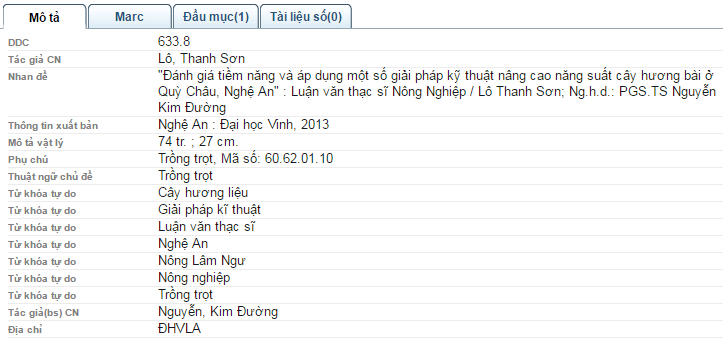 Mô tả Marc Đầu mục(1) Tài liệu số(0)
DDC 633.8
Tác giả CN Lô, Thanh Sơn
Nhan đề "Đánh giá tiềm năng và áp dụng một số giải pháp kỹ thuật nâng cao năng suất cây hương bài ở
Quỳ Châu, Nghệ An" : Luận văn thạc sĩ Nông Nghiệp / Lô Thanh Sơn; Ng.h.d.: PGS.TS Nguyễn
Kim Đường
Thông tin xuất bản Nghệ An : Đại học Vinh, 2013
Mô tả vật lý 74 tr. ; 27 cm.
Phụ chú Trồng trọt, Mã số: 60.62.01.10
Thuật ngữ chủ đề Trồng trọt
Từ khóa tự do Cây hương liệu
Từ khóa tự do Giải pháp kĩ thuật
Từ khóa tự do Luận văn thạc sĩ
Từ khóa tự do Nghệ An
Từ khóa tự do Nông Lâm Ngư
Từ khóa tự do Nông nghiệp
Từ khóa tự do Trồng trọt
Tác giả(bs) CN Nguyễn, Kim Đường
Địa chỉ ĐHVLA